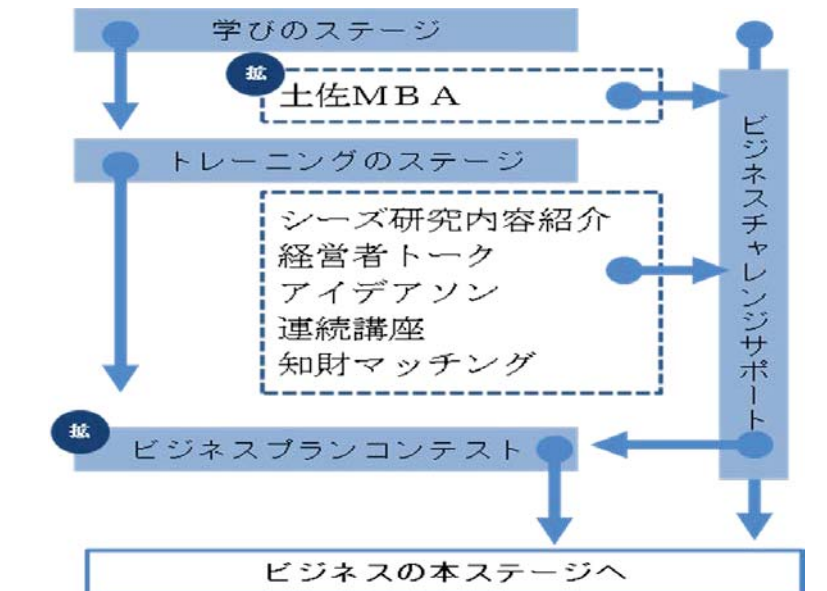 学びのステージ
拡
土佐MBA
トレーニングのステージ
シーズ研究内容紹介
経営者トーク
アイデアソン
連続講座
知財マッチング
ビジネスチャレンジサポート
拡
ビジネスプランコンテスト
ビジネスの本ステージへ